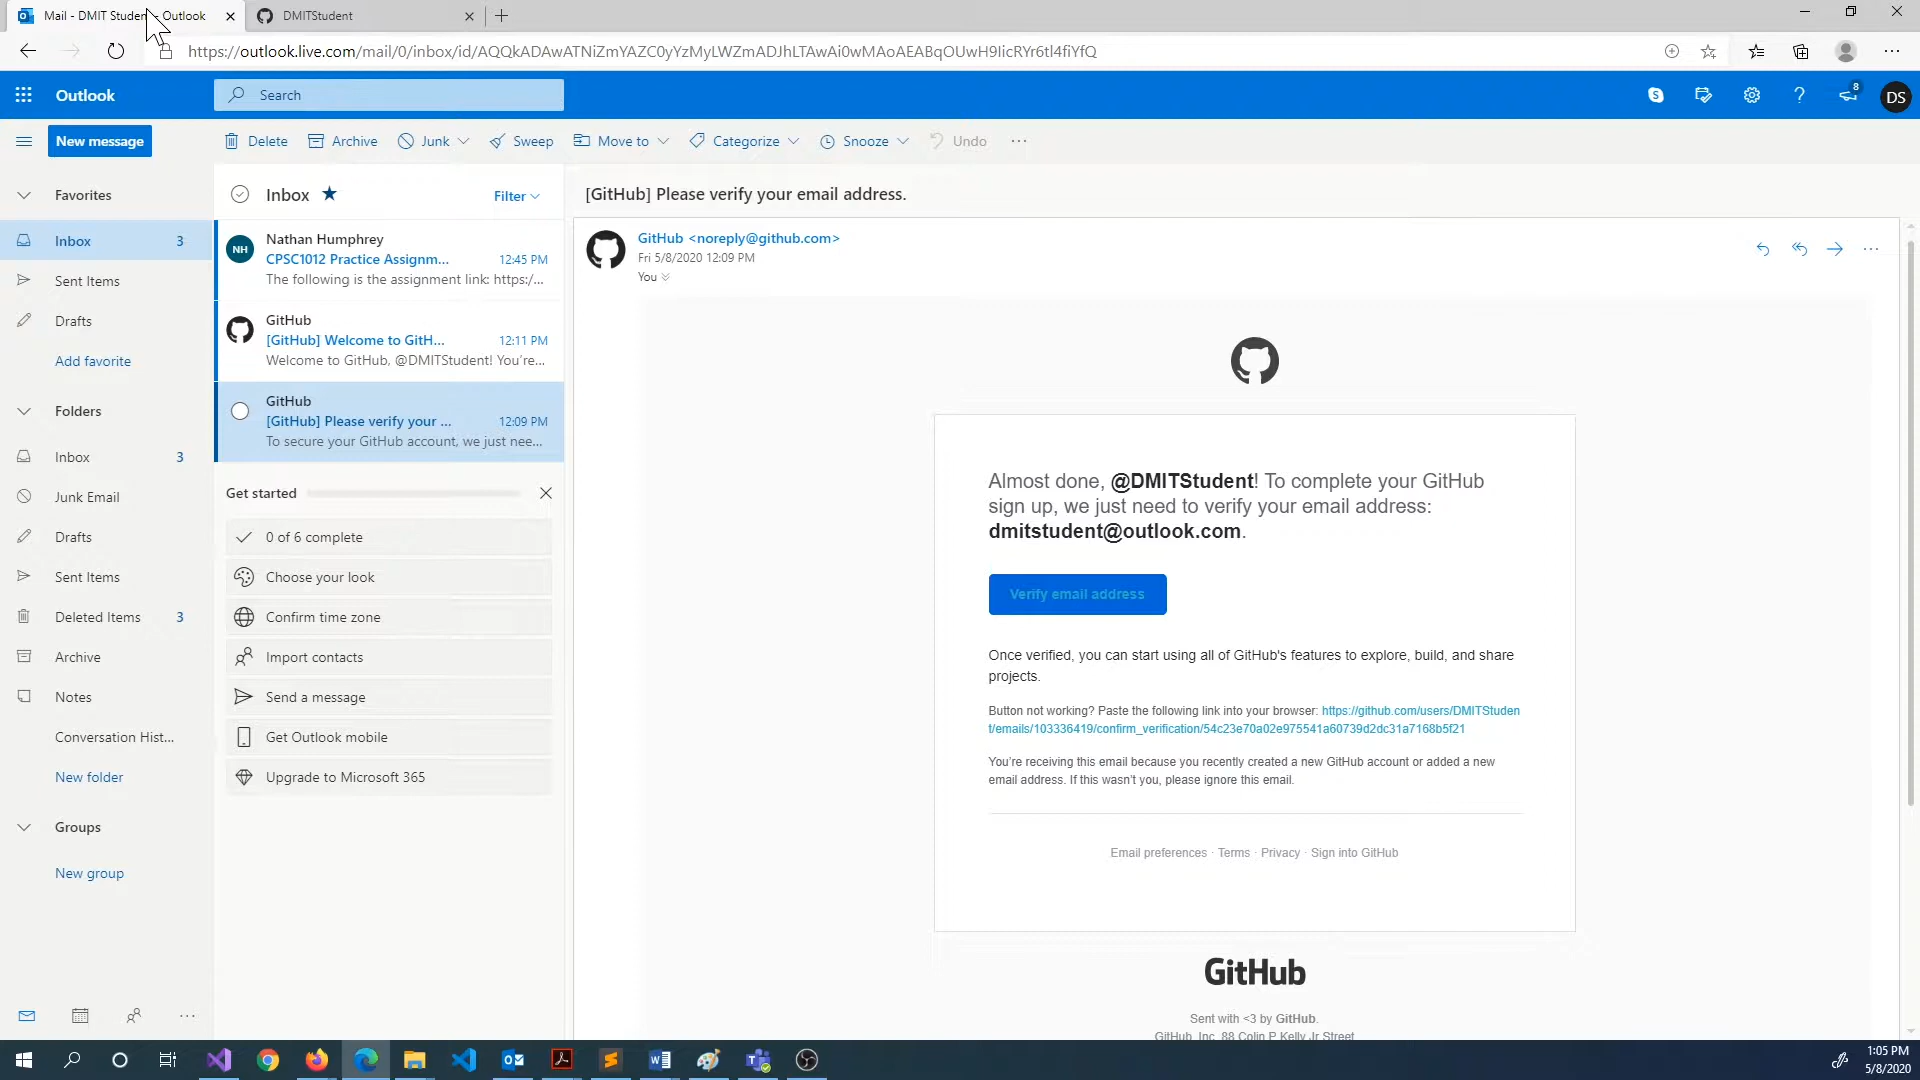 Mail - DMIT Student - Outlook
DMITStudent
https://outlook.live.com/mail/0/inbox/id/AQQkADAwATNiZmYAZC0yYzMyLWZmADJhLTAwAi0wMAoAEABqOUwH9IicRYr6tl4fiYfQ
Outlook
Search
8
DS
New message
Delete
Archive
Junk
Sweep
Move to
Categorize
Snooze
Undo
Favorites
Inbox 3
Sent Items
Drafts
Add favorite
Folders
Inbox 3
Junk Email
Drafts
Sent Items
Deleted Items 3
Archive
Notes
Conversation Hist...
New folder
Groups
New group
Inbox
Filter
NH
Nathan Humphrey
CPSC1012 Practice Assignm... 12:45 PM
The following is the assignment link: https:/...
GitHub
[GitHub] Welcome to GitH... 12:11 PM
Welcome to GitHub, @DMITStudent! You're...
GitHub
[GitHub] Please verify your ... 12:09 PM
To secure your GitHub account, we just nee...
Get started
0 of 6 complete
Choose your look
Confirm time zone
Import contacts
Send a message
Get Outlook mobile
Upgrade to Microsoft 365
[GitHub] Please verify your email address.
GitHub <noreply@github.com>
Fri 5/8/2020 12:09 PM
You
Almost done, @DMITStudent! To complete your GitHub
sign up, we just need to verify your email address:
dmitstudent@outlook.com.
Verify email address
Once verified, you can start using all of GitHub's features to explore, build, and share
projects.
Button not working? Paste the following link into your browser: https://github.com/users/DMITStuden
t/emails/103336419/confirm_verification/54c23e70a02e975541a60739d2dc31a7168b5f21
You're receiving this email because you recently created a new GitHub account or added a new
email address. If this wasn't you, please ignore this email.
Email preferences · Terms · Privacy · Sign into GitHub
GitHub
Sent with <3 by GitHub.
GitHub, Inc. 88 Colin P Kelly Jr Street
1:05 PM
5/8/2020